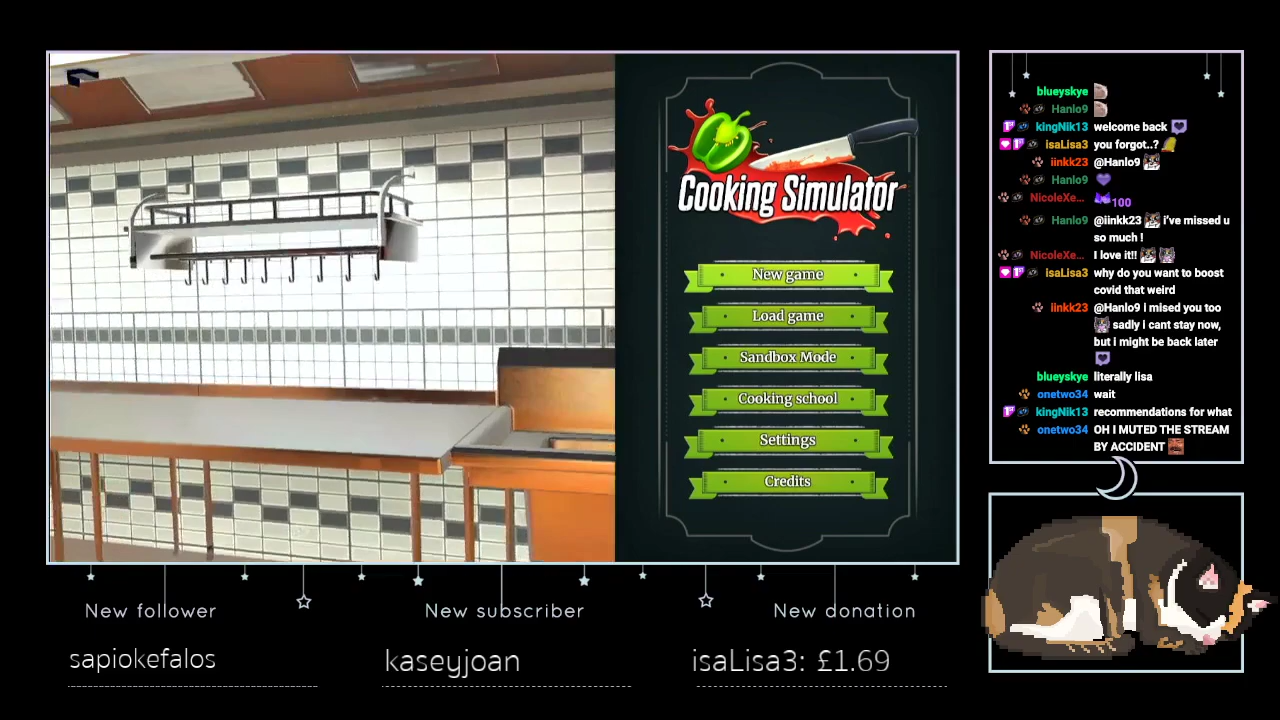 Cooking Simulator
New game
Load game
Sandbox Mode
Cooking school
Settings
Credits
blueyskye
Hanlo9
kingNik13 welcome back
isaLisa3 you forgot..?
iinkk23 @Hanlo9
Hanlo9
NicoleXe... 100
Hanlo9 @iinkk23 i've missed u
so much !
NicoleXe... I love it!!
isaLisa3 why do you want to boost
covid that weird
iinkk23 @Hanlo9 i mised you too
sadly i cant stay now,
but i might be back later
blueyskye literally lisa
onetwo34 wait
kingNik13 recommendations for what
onetwo34 OH I MUTED THE STREAM
BY ACCIDENT
New follower
sapiokefalos
New subscriber
kaseyjoan
New donation
isaLisa3: £1.69